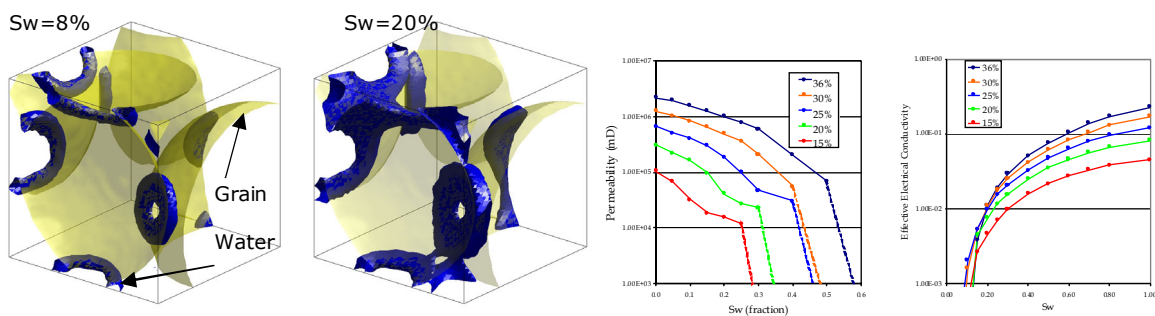 Sw=8%
Sw=20%
Grain
Water
Permeability (mD)
1.00E+07
1.00E+06
1.00E+05
1.00E+04
1.00E+03
36%
30%
25%
20%
15%
0.0 0.1 0.2 0.3 0.4 0.5 0.6
Sw (fraction)
Effective Electrical Conductivity
1.00E+00
1.00E-01
1.00E-02
1.00E-03
36%
30%
25%
20%
15%
0.00 0.20 0.40 0.60 0.80 1.00
Sw